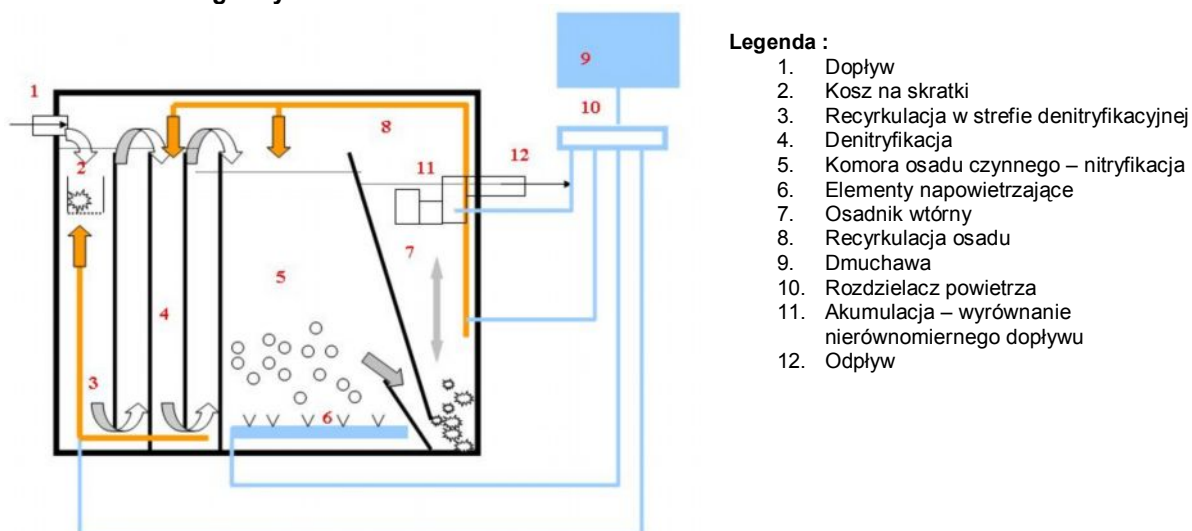 1
2
3
4
5
6
7
8
9
10
11
12
Legenda :
1. Dopływ
2. Kosz na skratki
3. Recyrkulacja w strefie denitryfikacyjnej
4. Denitryfikacja
5. Komora osadu czynnego – nitryfikacja
6. Elementy napowietrzające
7. Osadnik wtórny
8. Recyrkulacja osadu
9. Dmuchawa
10. Rozdzielacz powietrza
11. Akumulacja – wyrównanie
nierównomiernego dopływu
12. Odpływ